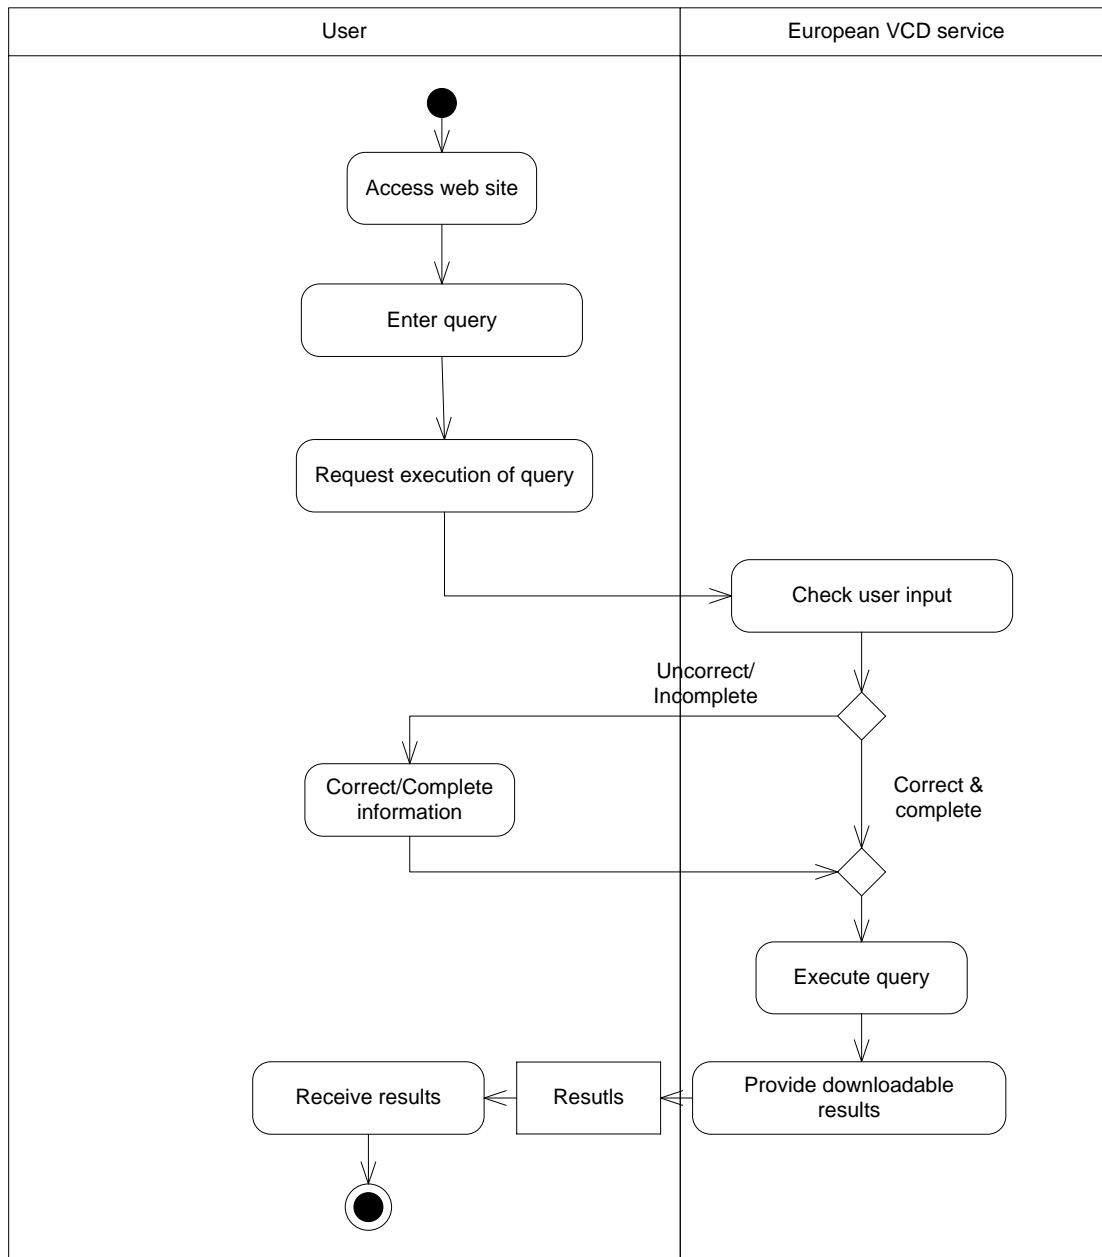 User
European VCD service
Access web site
Enter query
Request execution of query
Check user input
Uncorrect/
Incomplete
Correct/Complete
information
Correct &
complete
Execute query
Receive results
Resutls
Provide downloadable
results